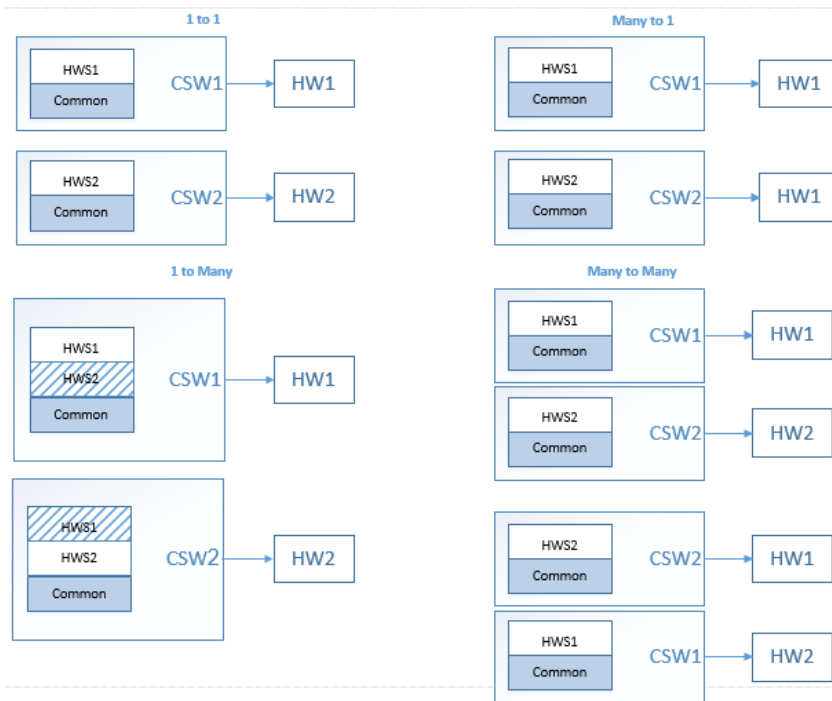 1 to 1
HWS1
Common
CSW1
HW1
HWS2
Common
CSW2
HW2
Many to 1
HWS1
Common
CSW1
HW1
HWS2
Common
CSW2
HW1
1 to Many
HWS1
HWS2
Common
CSW1
HW1
HWS1
HWS2
Common
CSW2
HW2
Many to Many
HWS1
Common
CSW1
HW1
HWS2
Common
CSW2
HW2
HWS2
Common
CSW2
HW1
HWS1
Common
CSW1
HW2